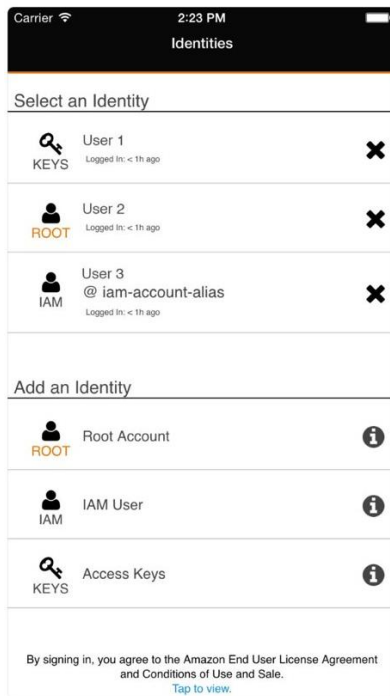 Carrier 2:23 PM
Identities
Select an Identity
User 1
KEYS
Logged In: < 1h ago
User 2
ROOT
Logged In: < 1h ago
User 3
@ iam-account-alias
IAM
Logged In: < 1h ago
Add an Identity
ROOT
Root Account
IAM
IAM User
KEYS
Access Keys
By signing in, you agree to the Amazon End User License Agreement
and Conditions of Use and Sale.
Tap to view.